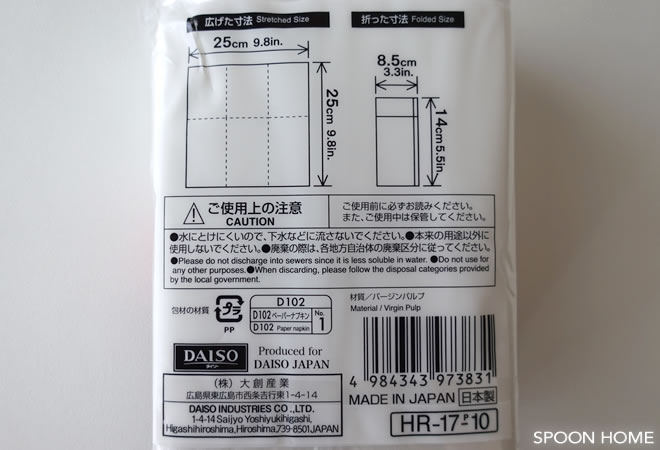 広げた寸法 Stretched Size
25cm 9.8in.
25cm 9.8in.
折った寸法 Folded Size
8.5cm
3.3in.
14cm 5.5in.
ご使用上の注意
CAUTION
ご使用前に必ずお読みください。
また、ご使用中は保管してください。
●水にとけにくいので、下水などに流さないでください。●本来の用途以外に
使用しないでください。●廃棄の際は、各地方自治体の廃棄区分に従ってください。
●Please do not discharge into sewers since it is less soluble in water. ●Do not use for
any other purposes.●When discarding, please follow the disposal categories provided
by the local government.
包材の材質
プラ
PP
D102
D102 ペーパーナプキン
D102 Paper napkin
No.
1
材質／バージンパルプ
Material / Virgin Pulp
DAISO
ダイソー
Produced for
DAISO JAPAN
(株)大創産業
広島県東広島市西条吉行東1-4-14
DAISO INDUSTRIES CO.,LTD.
1-4-14 Saijyo Yoshiyukihigashi,
Higashihiroshima,Hiroshima,739-8501,JAPAN
4 984343 973831
MADE IN JAPAN 日本製
HR-17 P 10
SPOON HOME